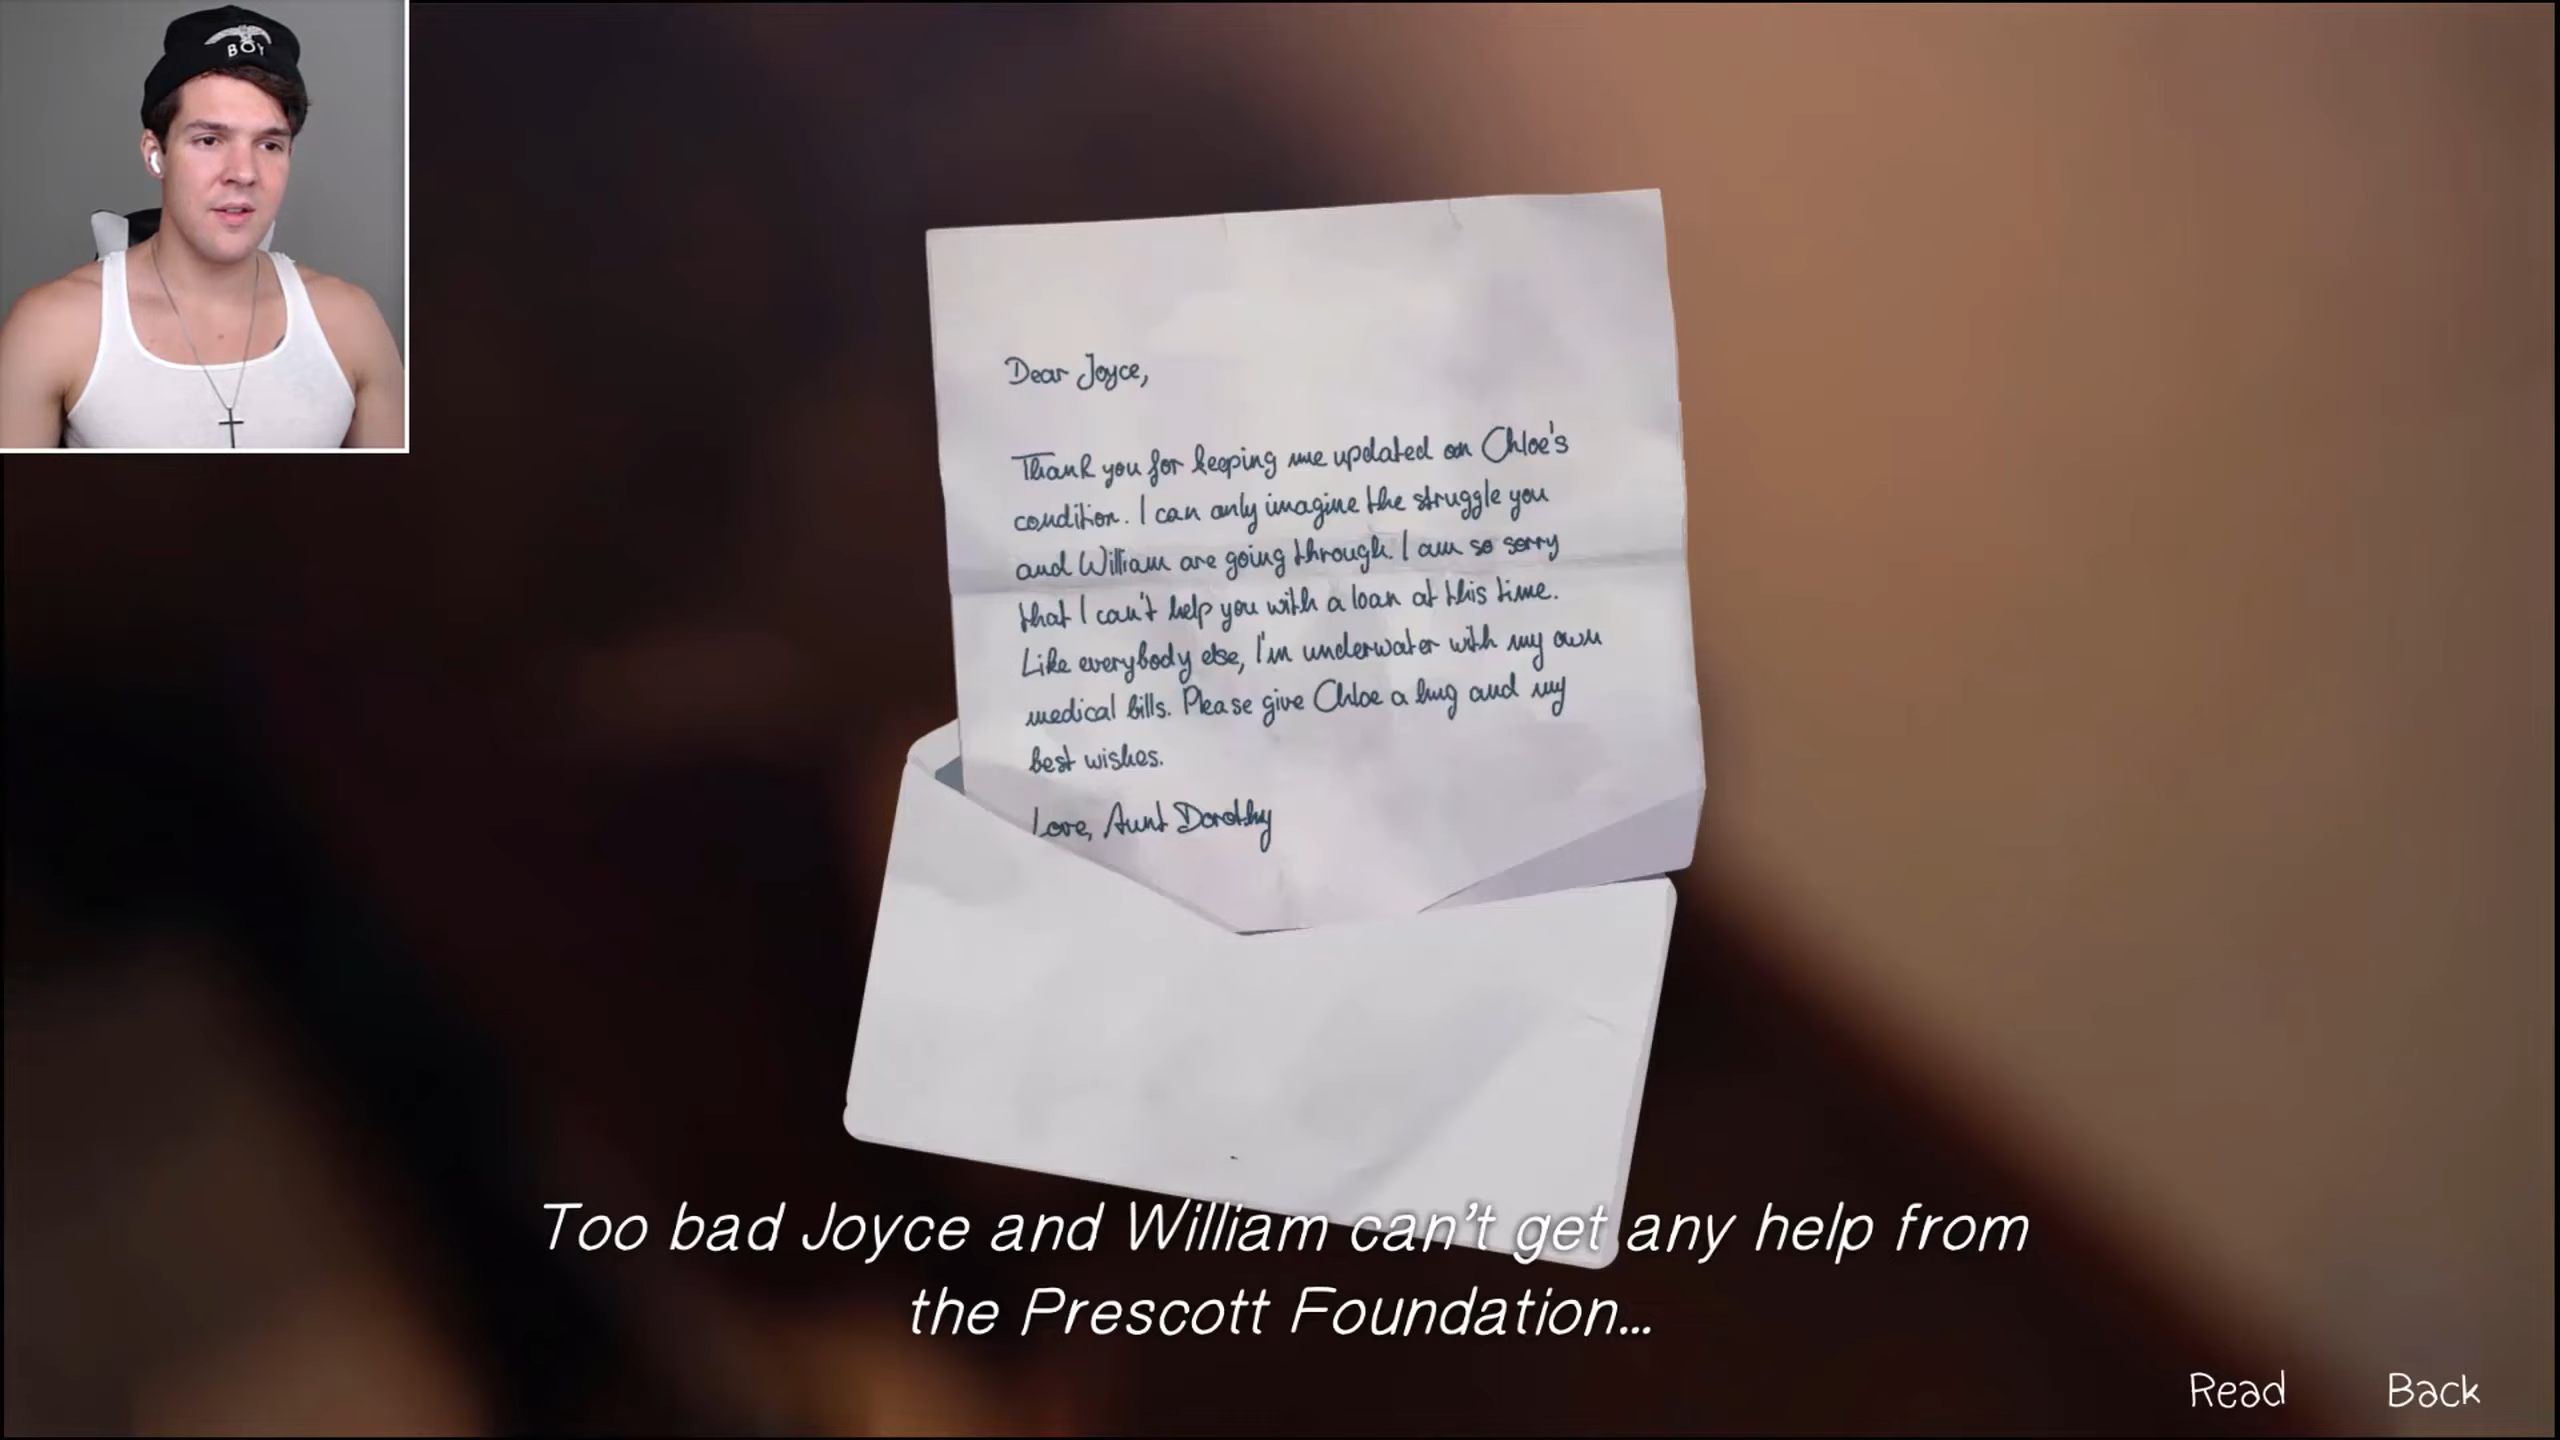 BOY
Dear Joyce,
Thank you for keeping me updated on Chloe's
condition. I can only imagine the struggle you
and William are going through. I am so sorry
that I can't help you with a loan at this time.
Like everybody else, I'm underwater with my own
medical bills. Please give Chloe a hug and my
best wishes.
Love, Aunt Dorothy
Too bad Joyce and William can't get any help from
the Prescott Foundation...
Read Back